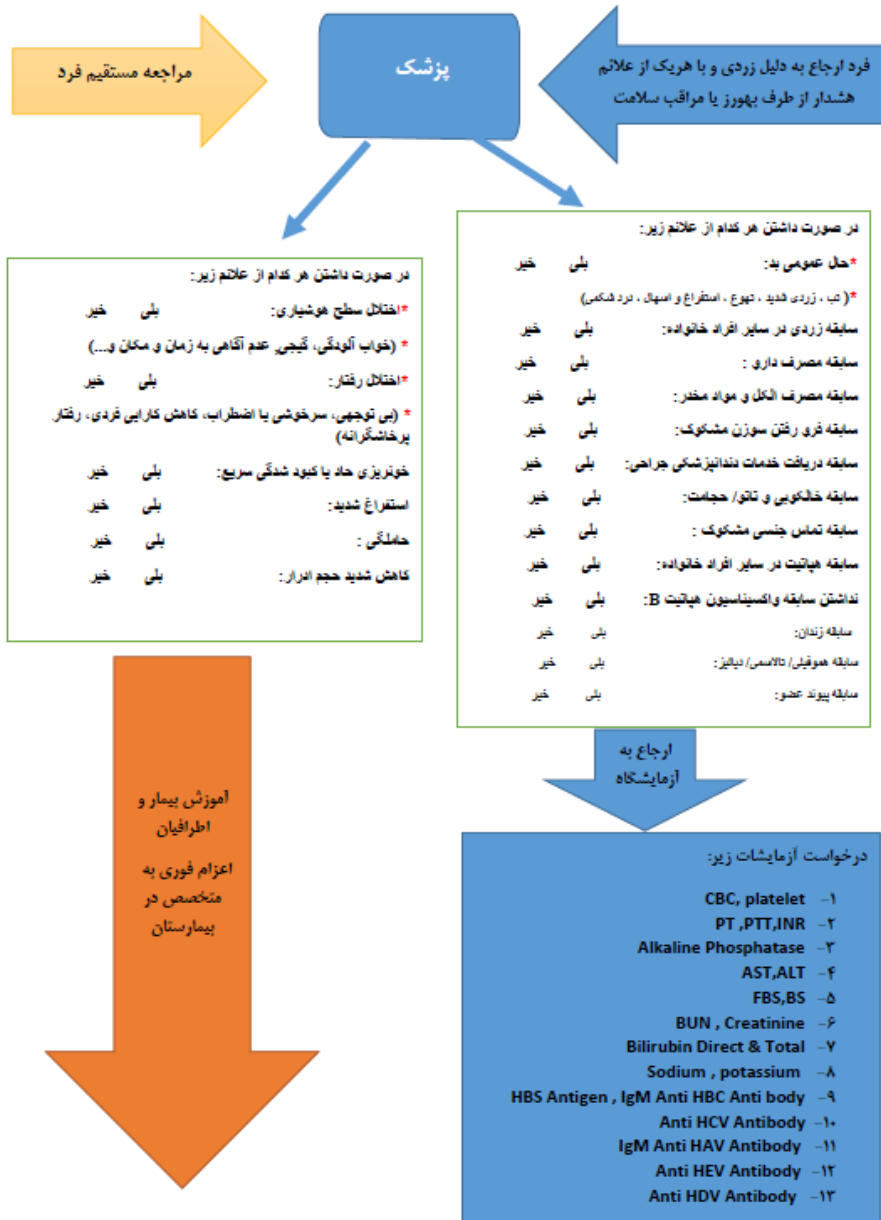 فرد ارجاع به دلیل زردی و با هریک از علائم
هشدار از طرف بهورز یا مراقب سلامت
پزشک
مراجعه مستقیم فرد
در صورت داشتن هر کدام از علائم زیر:
*حال عمومی بد: بلی خیر
*( تب ، زردی شدید ، تهوع ، استفراغ و اسهال ، درد شکمی)
سابقه زردی در سایر افراد خانواده: بلی خیر
سابقه مصرف دارو : بلی خیر
سابقه مصرف الکل و مواد مخدر: بلی خیر
سابقه فرو رفتن سوزن مشکوک: بلی خیر
سابقه دریافت خدمات دندانپزشکی جراحی: بلی خیر
سابقه خالکوبی و تاتو/ حجامت: بلی خیر
سابقه تماس جنسی مشکوک : بلی خیر
سابقه هپاتیت در سایر افراد خانواده: بلی خیر
نداشتن سابقه واکسیناسیون هپاتیت B: بلی خیر
سابقه زندان: بلی خیر
سابقه هموفیلی/ تالاسمی/ دیالیز: بلی خیر
سابقه پیوند عضو: بلی خیر
در صورت داشتن هر کدام از علائم زیر:
*اختلال سطح هوشیاری: بلی خیر
* (خواب آلودگی، گیجی، عدم آگاهی به زمان و مکان و...)
*اختلال رفتار: بلی خیر
* (بی توجهی، سرخوشی یا اضطراب، کاهش کارایی فردی، رفتار
پرخاشگرانه)
خونریزی حاد یا کبود شدگی سریع: بلی خیر
استفراغ شدید: بلی خیر
حاملگی : بلی خیر
کاهش شدید حجم ادرار: بلی خیر
ارجاع به
آزمایشگاه
درخواست آزمایشات زیر:
۱- CBC, platelet
۲- PT ,PTT,INR
۳- Alkaline Phosphatase
۴- AST,ALT
۵- FBS,BS
۶- BUN , Creatinine
۷- Bilirubin Direct & Total
۸- Sodium , potassium
۹- HBS Antigen , IgM Anti HBC Anti body
۱۰- Anti HCV Antibody
۱۱- IgM Anti HAV Antibody
۱۲- Anti HEV Antibody
۱۳- Anti HDV Antibody
آموزش بیمار و
اطرافیان
اعزام فوری به
متخصص در
بیمارستان